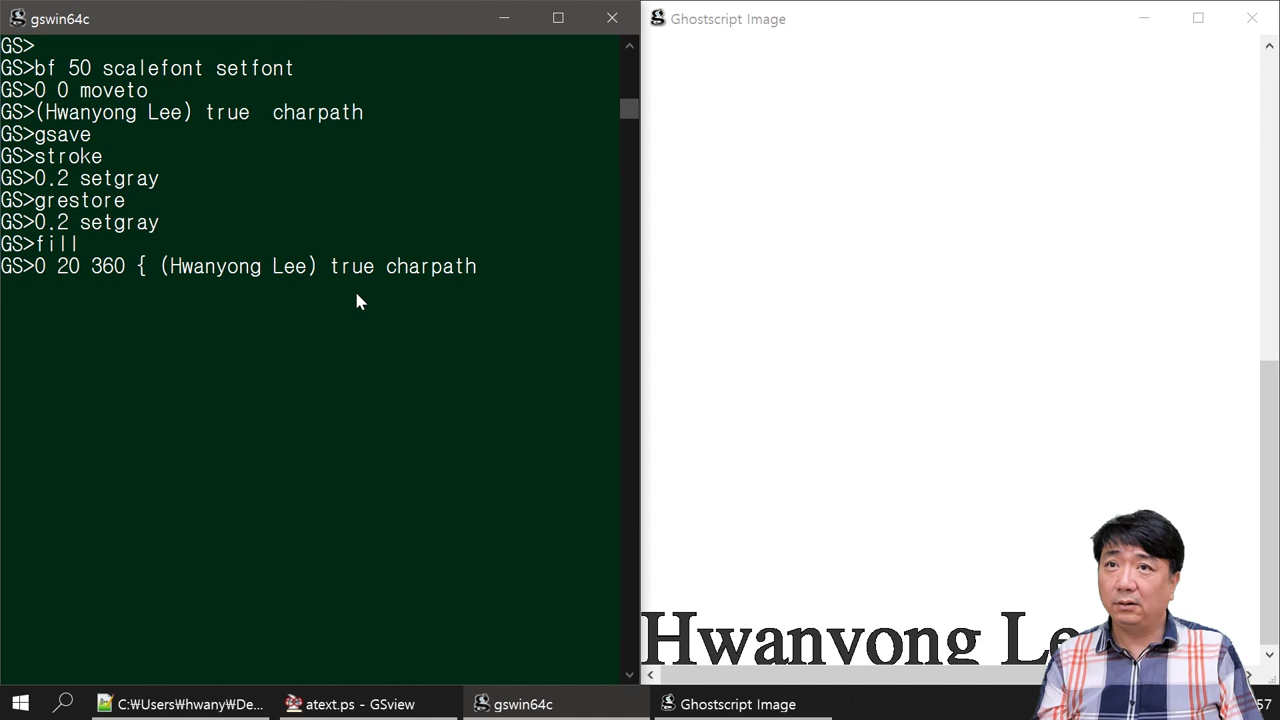 gswin64c
GS>
GS>bf 50 scalefont setfont
GS>0 0 moveto
GS>(Hwanyong Lee) true  charpath
GS>gsave
GS>stroke
GS>0.2 setgray
GS>grestore
GS>0.2 setgray
GS>fill
GS>0 20 360 { (Hwanyong Lee) true charpath
Ghostscript Image
Hwanyong Le
C:₩Users₩hwany₩De...
atext.ps - GSview
gswin64c
Ghostscript Image
57